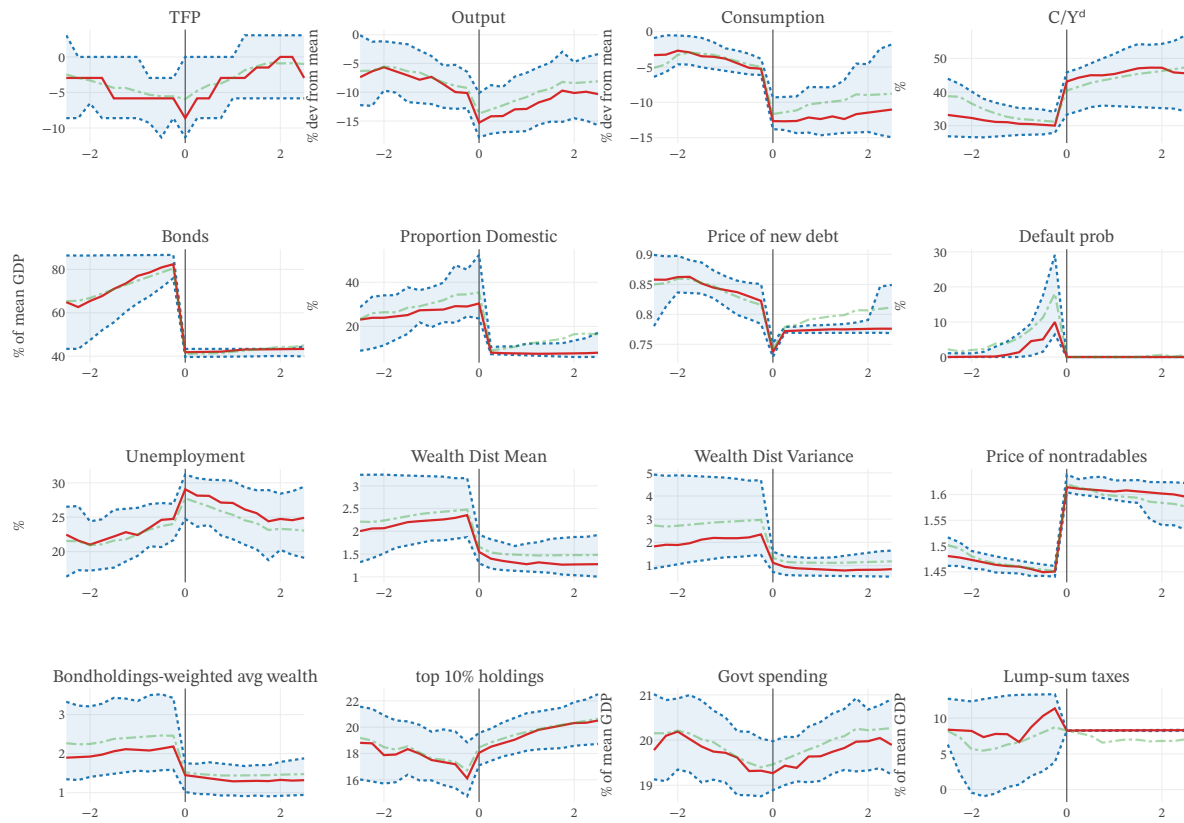 TFP Output Consumption C/Yᵈ
0 −5 −10
% dev from mean
0 −5 −10 −15
% dev from mean
0 −5 −10 −15
%
50 40 30
−2 0 2 −2 0 2 −2 0 2 −2 0 2
Bonds Proportion Domestic Price of new debt Default prob
% of mean GDP
80 60 40
%
40 20
0.9 0.85 0.8 0.75
%
30 20 10 0
−2 0 2 −2 0 2 −2 0 2 −2 0 2
Unemployment Wealth Dist Mean Wealth Dist Variance Price of nontradables
%
30 25 20
3 2.5 2 1.5 1
5 4 3 2 1
1.6 1.55 1.5 1.45
−2 0 2 −2 0 2 −2 0 2 −2 0 2
Bondholdings-weighted avg wealth top 10% holdings Govt spending Lump-sum taxes
3 2 1
22 20 18 16
21 20 19
% of mean GDP
10 5 0
−2 0 2 −2 0 2 −2 0 2 −2 0 2